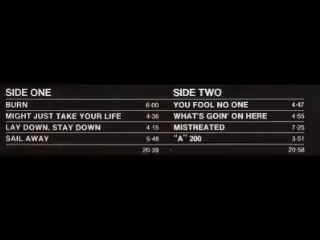 SIDE ONE
BURN 6·00
MIGHT JUST TAKE YOUR LIFE 4·36
LAY DOWN, STAY DOWN 4·15
SAIL AWAY 5·48
20·39
SIDE TWO
YOU FOOL NO ONE 4·47
WHAT'S GOIN' ON HERE 4·55
MISTREATED 7·25
"A" 200 3·51
20·58